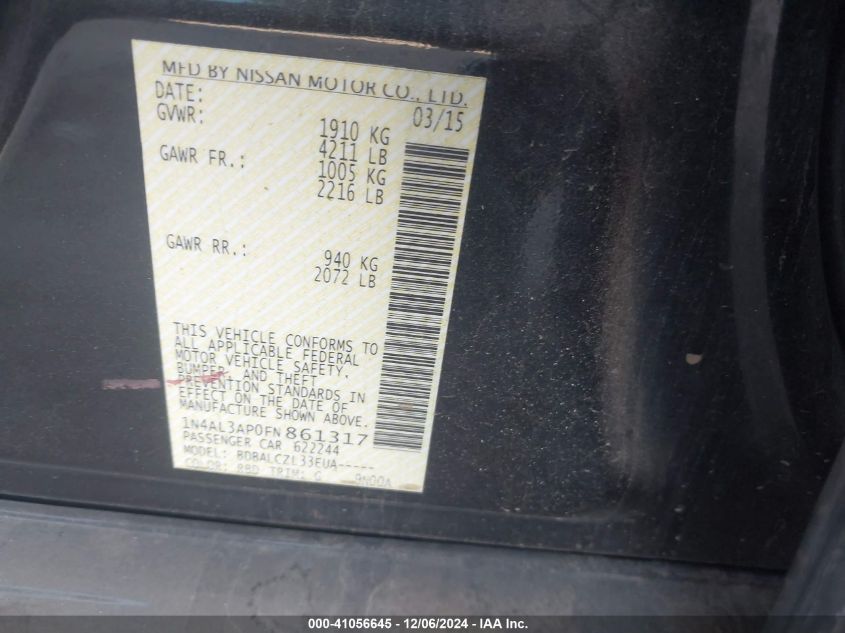 MFD BY NISSAN MOTOR CO., LTD.
DATE: 03/15
GVWR: 1910 KG
4211 LB
GAWR FR.: 1005 KG
2216 LB
GAWR RR.: 940 KG
2072 LB
THIS VEHICLE CONFORMS TO
ALL APPLICABLE FEDERAL
MOTOR VEHICLE SAFETY,
BUMPER, AND THEFT
PREVENTION STANDARDS IN
EFFECT ON THE DATE OF
MANUFACTURE SHOWN ABOVE.
1N4AL3AP0FN861317
PASSENGER CAR 622244
MODEL: BDBALCZL33EUA-----
COLOR: RBD TRIM: G
000-41056645 - 12/06/2024 - IAA Inc.